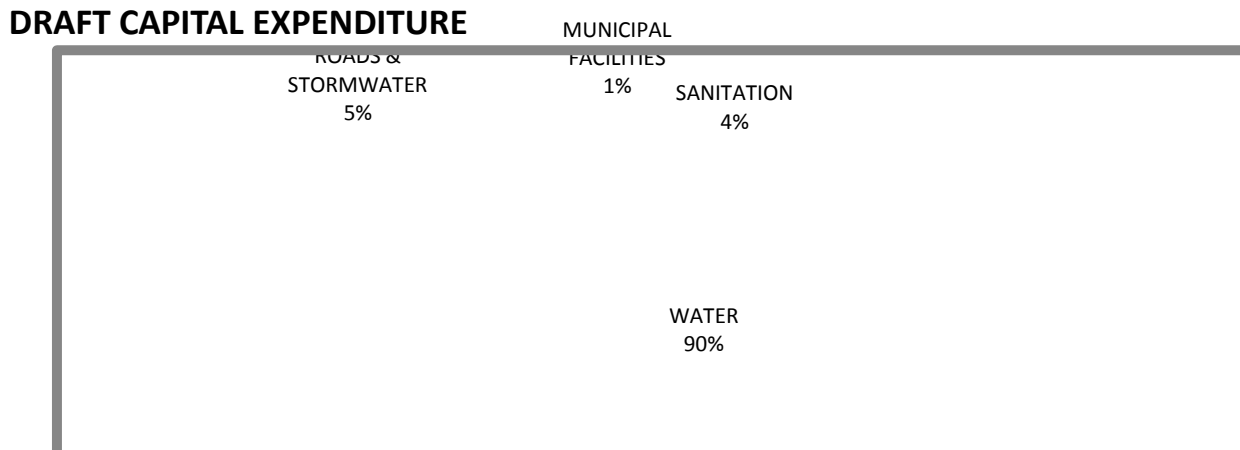 DRAFT CAPITAL EXPENDITURE
MUNICIPAL
FACILITIES
1%
ROADS &
STORMWATER
5%
SANITATION
4%
WATER
90%